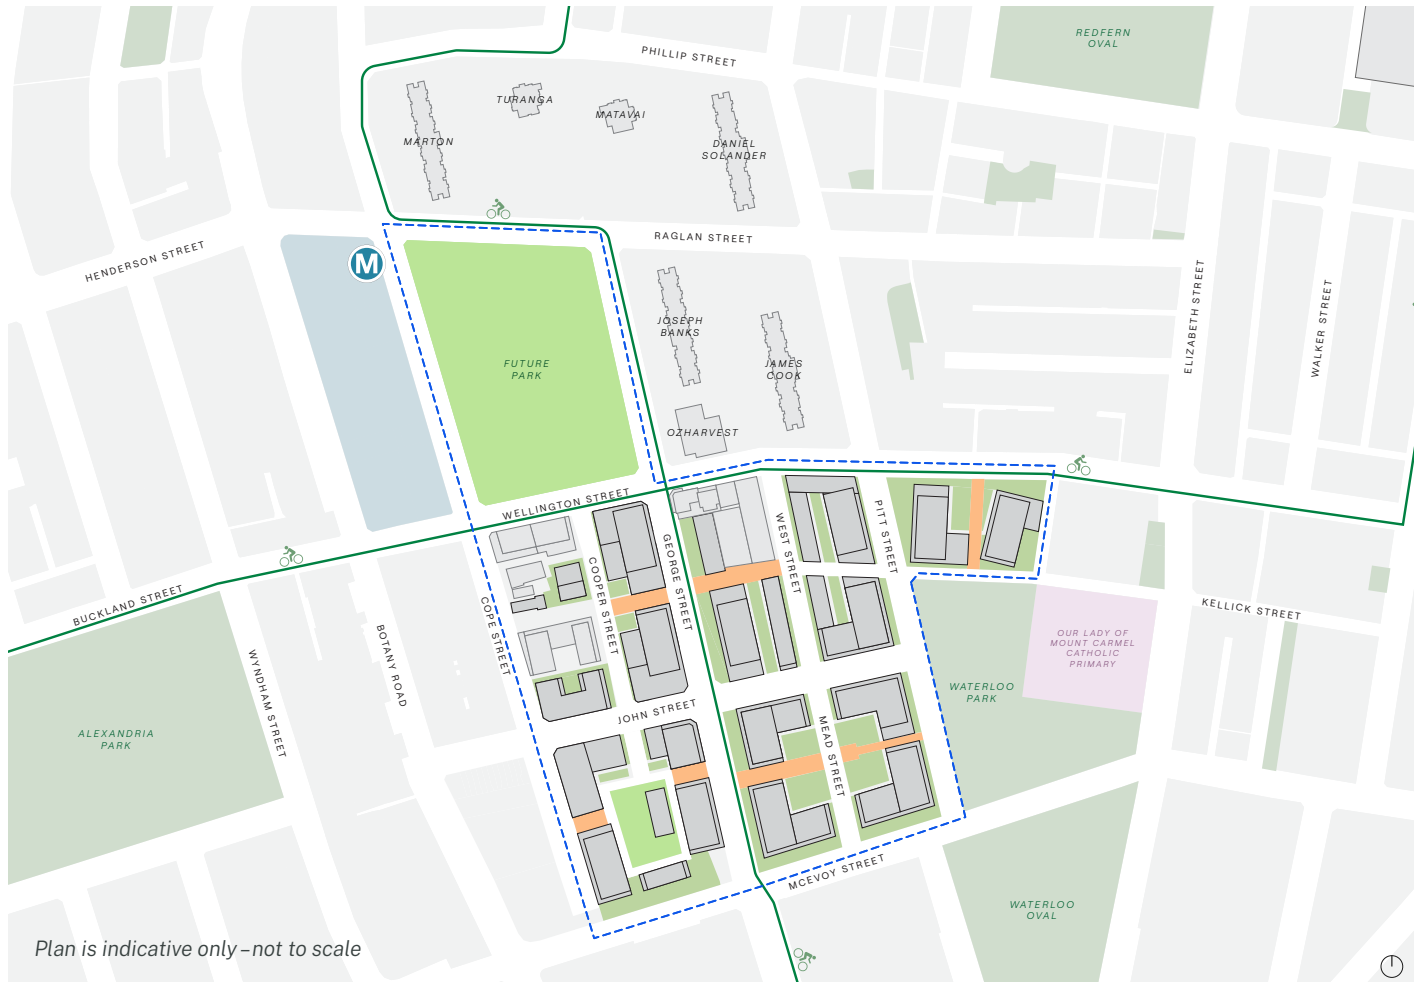 REDFERN
OVAL
PHILLIP STREET
TURANGA
MATAVAI
MARTON
DANIEL
SOLANDER
RAGLAN STREET
HENDERSON STREET
M
ELIZABETH STREET
WALKER STREET
JOSEPH
BANKS
FUTURE
PARK
JAMES
COOK
OZHARVEST
WELLINGTON STREET
PITT STREET
WEST STREET
GEORGE STREET
COOPER STREET
COPE STREET
BUCKLAND STREET
KELLICK STREET
OUR LADY OF
MOUNT CARMEL
CATHOLIC
PRIMARY
BOTANY ROAD
WYNDHAM STREET
WATERLOO
PARK
JOHN STREET
MEAD STREET
ALEXANDRIA
PARK
MCEVOY STREET
WATERLOO
OVAL
Plan is indicative only – not to scale